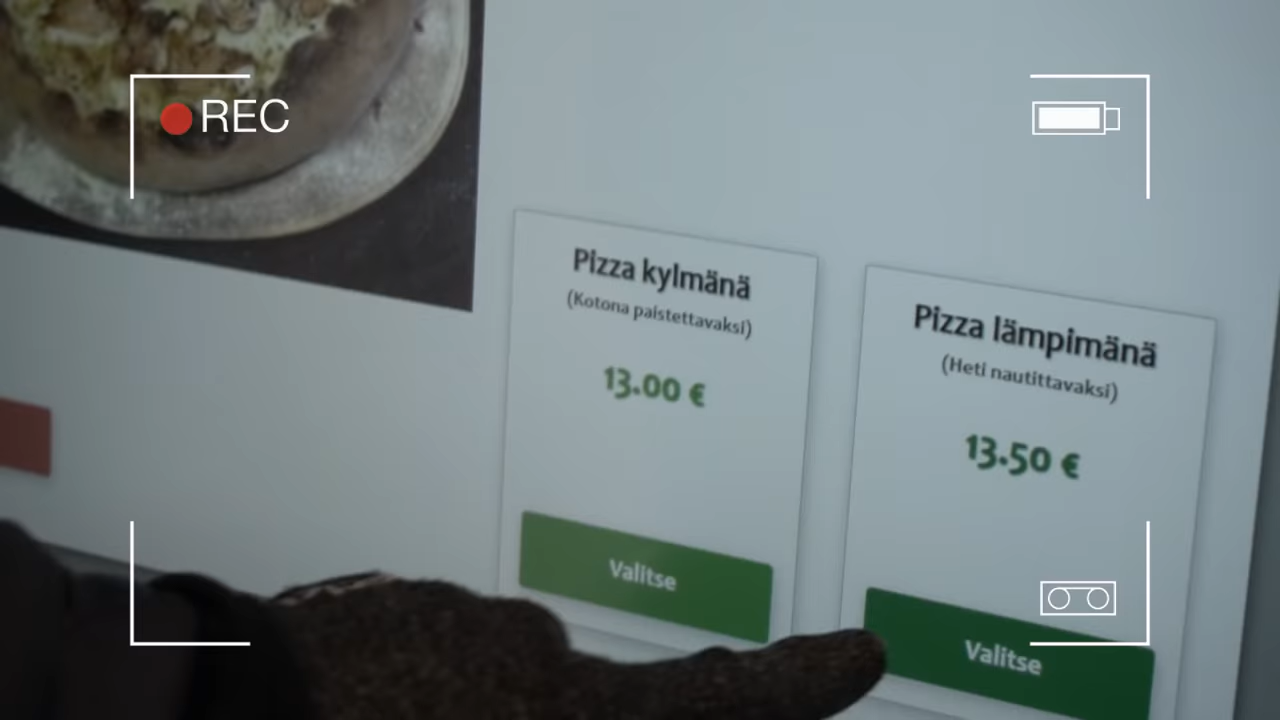 REC
Pizza kylmänä
(Kotona paistettavaksi)
13.00 €
Valitse
Pizza lämpimänä
(Heti nautittavaksi)
13.50 €
Valitse